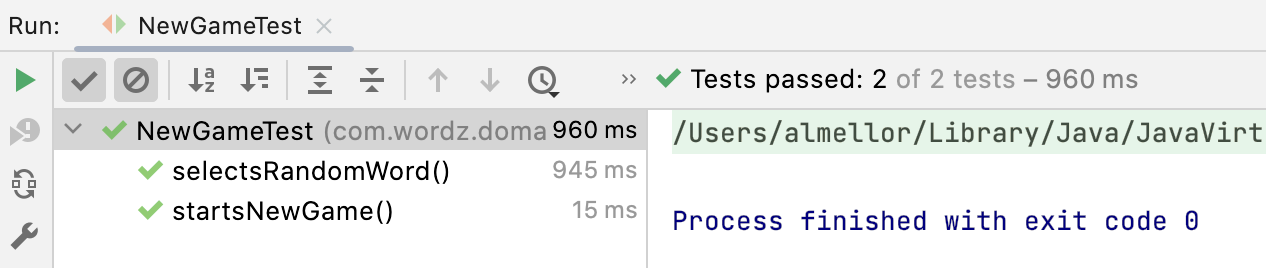 Run: NewGameTest
Tests passed: 2 of 2 tests – 960 ms
NewGameTest (com.wordz.doma 960 ms
selectsRandomWord() 945 ms
startsNewGame() 15 ms
/Users/almellor/Library/Java/JavaVirt
Process finished with exit code 0